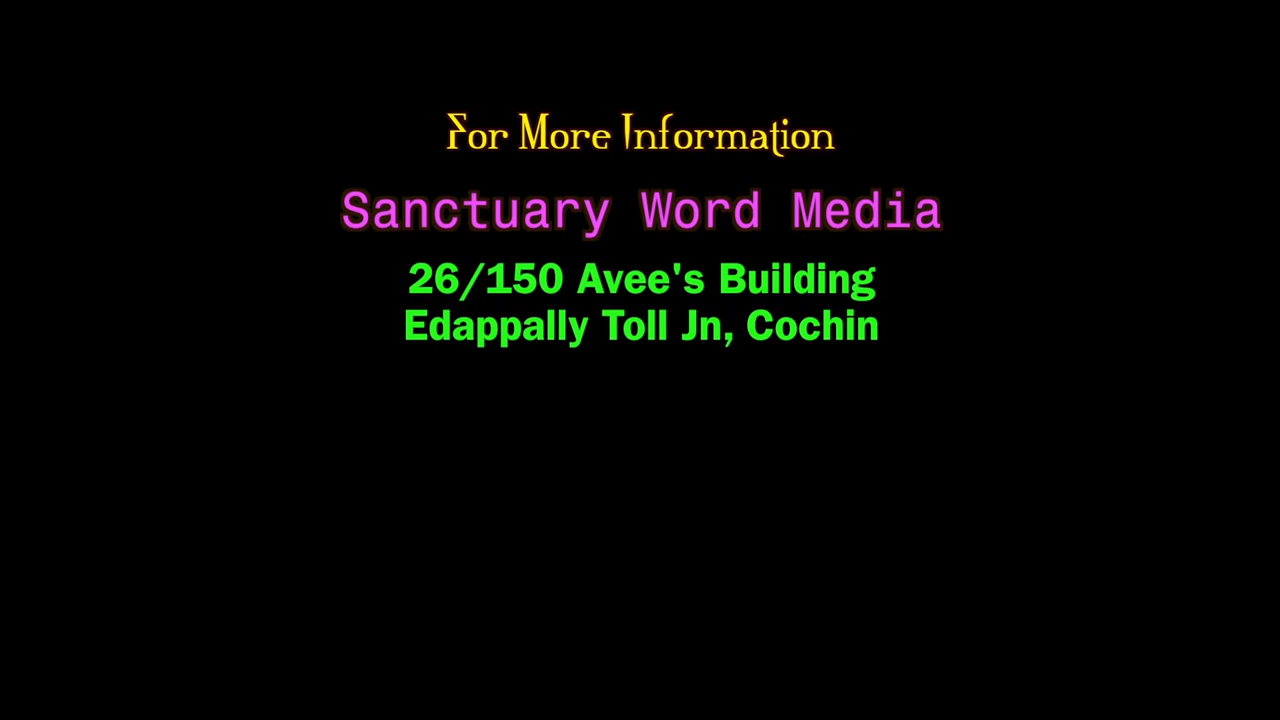 For More Information
Sanctuary Word Media
26/150 Avee's Building
Edappally Toll Jn, Cochin